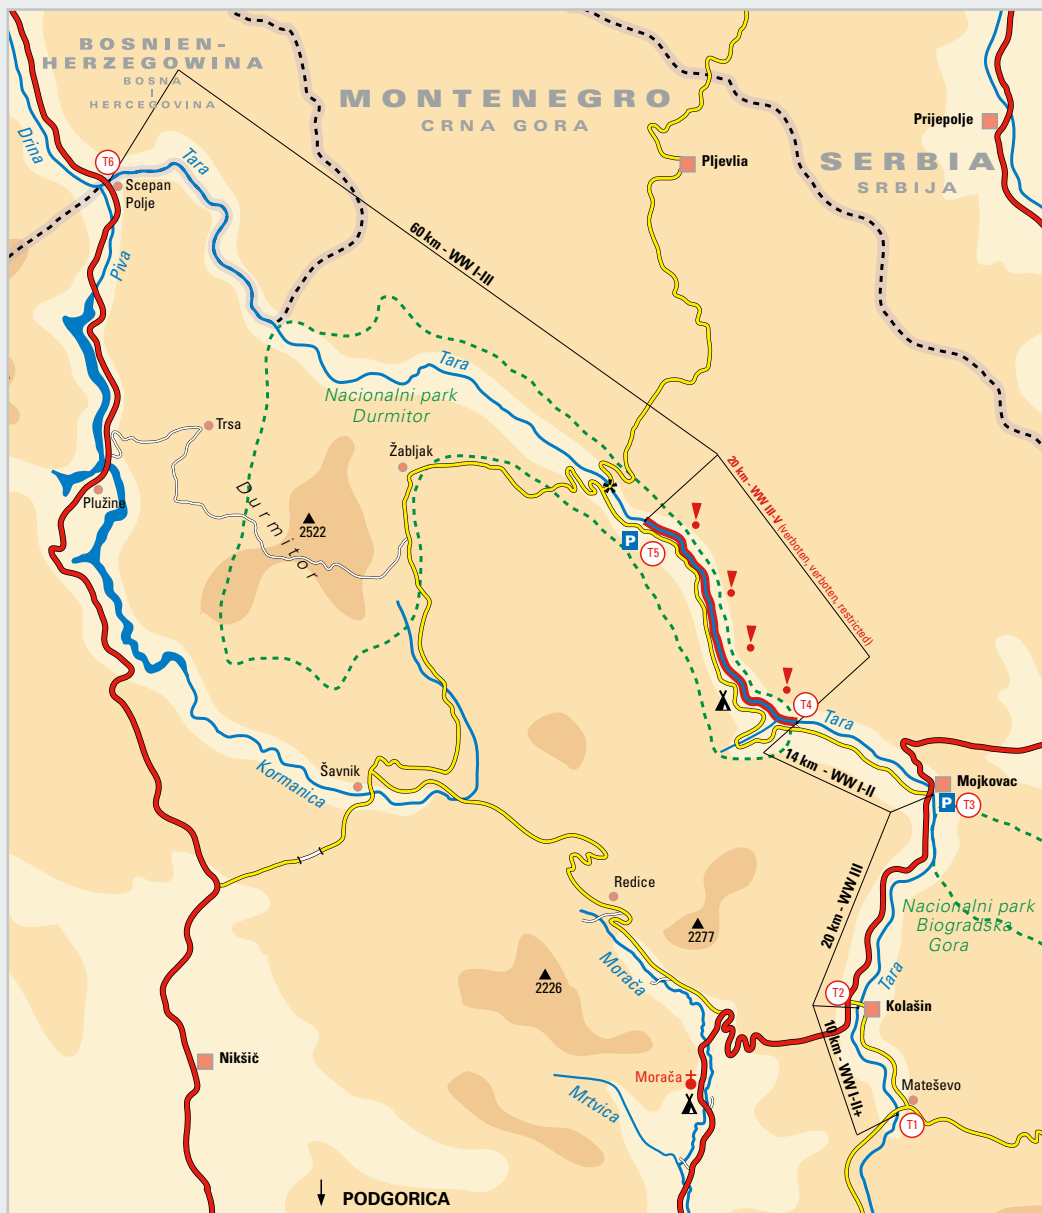 BOSNIEN-
HERZEGOWINA
BOSNA
I
HERCEGOVINA
MONTENEGRO
CRNA GORA
SERBIA
SRBIJA
Prijepolje
Pljevlia
Drina
T6
Tara
Scepan
Polje
Piva
60 km - WW I-III
Nacionalni park
Durmitor
Tara
Trsa
Žabljak
Plužine
Durmitor
2522
P
T5
20 km - WW III-V (verboten, verboten, restricted)
T4
Tara
14 km - WW I-II
Mojkovac
P
T3
Kormanica
Šavnik
20 km - WW III
Redice
2277
2226
Morača
Nacionalni park
Biogradska
Gora
Tara
T2
Kolašin
10 km - WW I-II+
Nikšič
Morača
Mrtvica
Mateševo
T1
PODGORICA